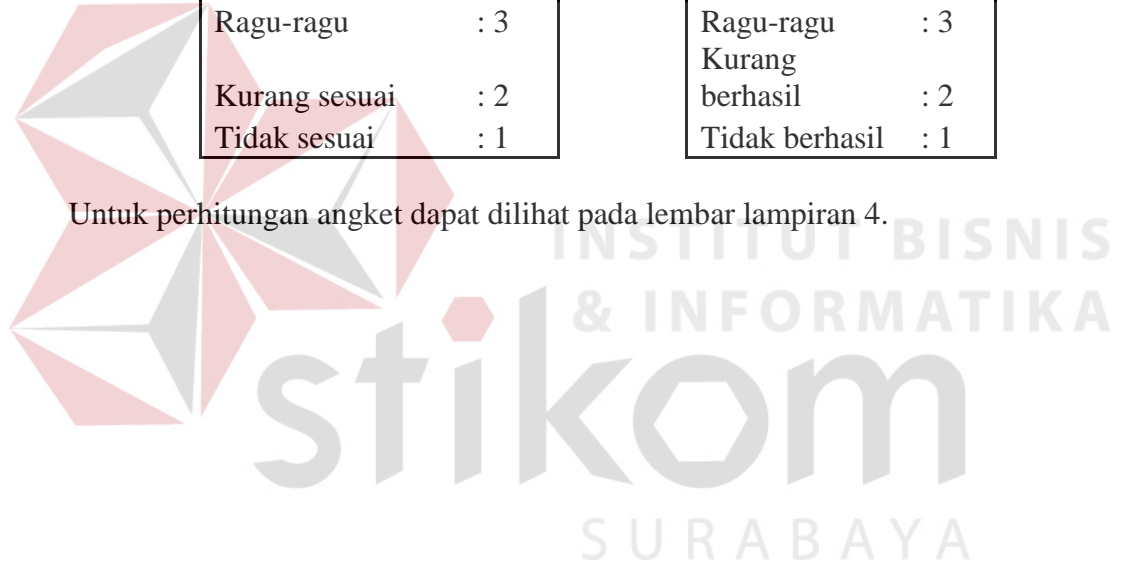 Ragu-ragu : 3
Kurang sesuai : 2
Tidak sesuai : 1
Ragu-ragu : 3
Kurang
berhasil : 2
Tidak berhasil : 1
Untuk perhitungan angket dapat dilihat pada lembar lampiran 4.
INSTITUT BISNIS
& INFORMATIKA
stikom
SURABAYA